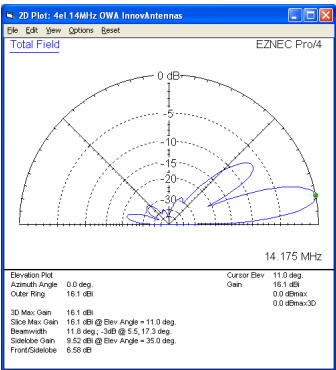 2D Plot: 4el 14MHz OWA InnovAntennas
File Edit View Options Reset
Total Field
EZNEC Pro/4
0 dB
-5
-10
-15
-20
-30
14.175 MHz
Elevation Plot
Azimuth Angle 0.0 deg.
Outer Ring 16.1 dBi
3D Max Gain 16.1 dBi
Slice Max Gain 16.1 dBi @ Elev Angle = 11.0 deg.
Beamwidth 11.8 deg.; -3dB @ 5.5, 17.3 deg.
Sidelobe Gain 9.52 dBi @ Elev Angle = 35.0 deg.
Front/Sidelobe 6.58 dB
Cursor Elev 11.0 deg.
Gain 16.1 dBi
0.0 dBmax
0.0 dBmax3D